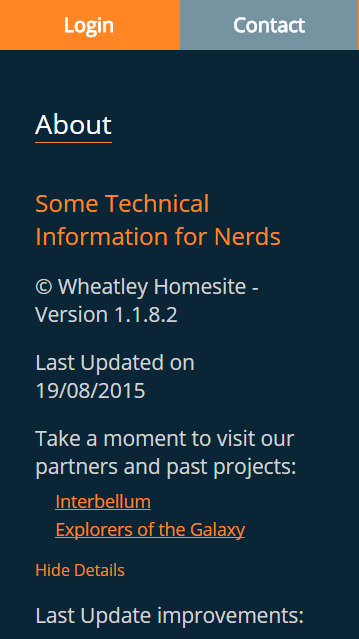 Login
Contact
About
Some Technical
Information for Nerds
© Wheatley Homesite -
Version 1.1.8.2
Last Updated on
19/08/2015
Take a moment to visit our
partners and past projects:
Interbellum
Explorers of the Galaxy
Hide Details
Last Update improvements: